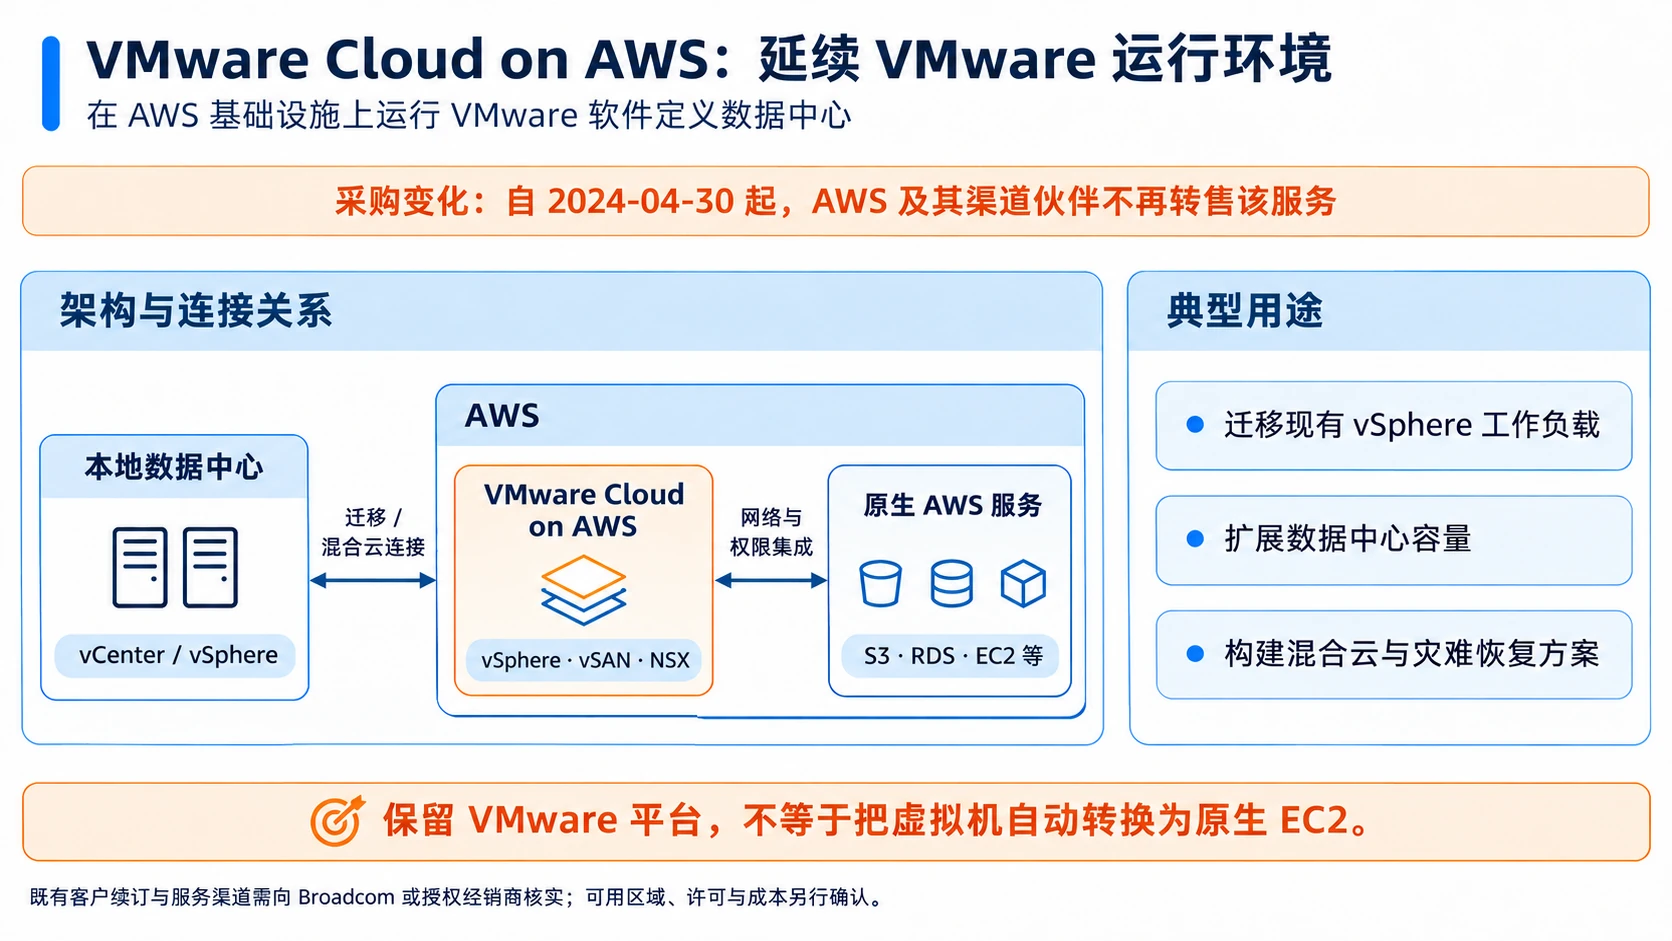 VMware Cloud on AWS：延续 VMware 运行环境
在 AWS 基础设施上运行 VMware 软件定义数据中心
采购变化：自 2024-04-30 起，AWS 及其渠道伙伴不再转售该服务
架构与连接关系
本地数据中心
vCenter / vSphere
迁移 /
混合云连接
AWS
VMware Cloud
on AWS
vSphere · vSAN · NSX
网络与
权限集成
原生 AWS 服务
S3 · RDS · EC2 等
典型用途
迁移现有 vSphere 工作负载
扩展数据中心容量
构建混合云与灾难恢复方案
保留 VMware 平台，不等于把虚拟机自动转换为原生 EC2。
既有客户续订与服务渠道需向 Broadcom 或授权经销商核实；可用区域、许可与成本另行确认。